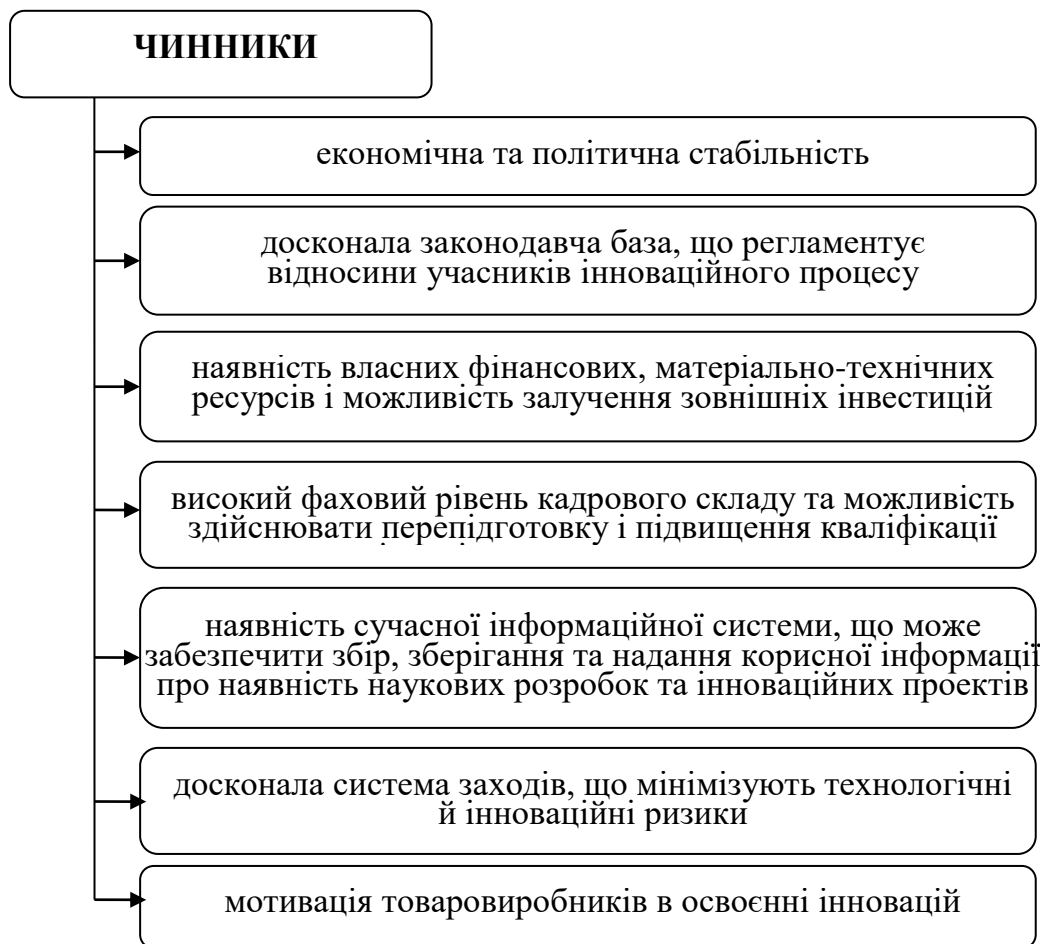 ЧИННИКИ
економічна та політична стабільність
досконала законодавча база, що регламентує
відносини учасників інноваційного процесу
наявність власних фінансових, матеріально-технічних
ресурсів і можливість залучення зовнішніх інвестицій
високий фаховий рівень кадрового складу та можливість
здійснювати перепідготовку і підвищення кваліфікації
наявність сучасної інформаційної системи, що може
забезпечити збір, зберігання та надання корисної інформації
про наявність наукових розробок та інноваційних проектів
досконала система заходів, що мінімізують технологічні
й інноваційні ризики
мотивація товаровиробників в освоєнні інновацій